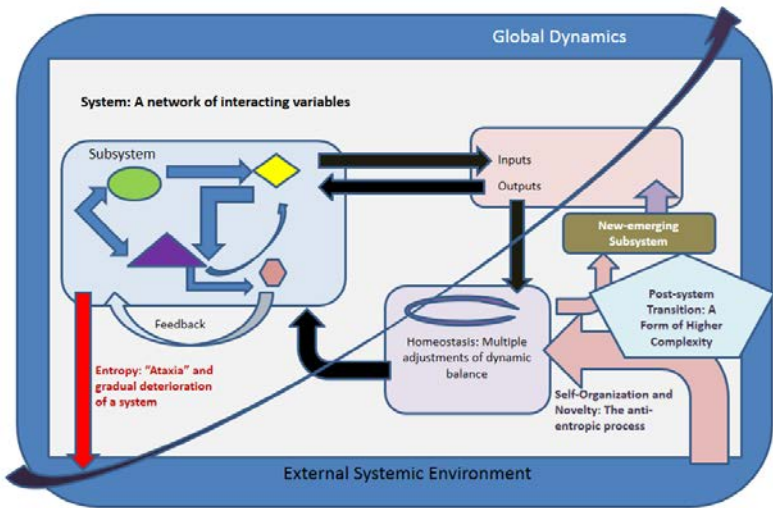 Global Dynamics
System: A network of interacting variables
Subsystem
Inputs
Outputs
New-emerging
Subsystem
Post-system
Transition: A
Form of Higher
Complexity
Feedback
Homeostasis: Multiple
adjustments of dynamic
balance
Entropy: "Ataxia" and
gradual deterioration
of a system
Self-Organization and
Novelty: The anti-
entropic process
External Systemic Environment